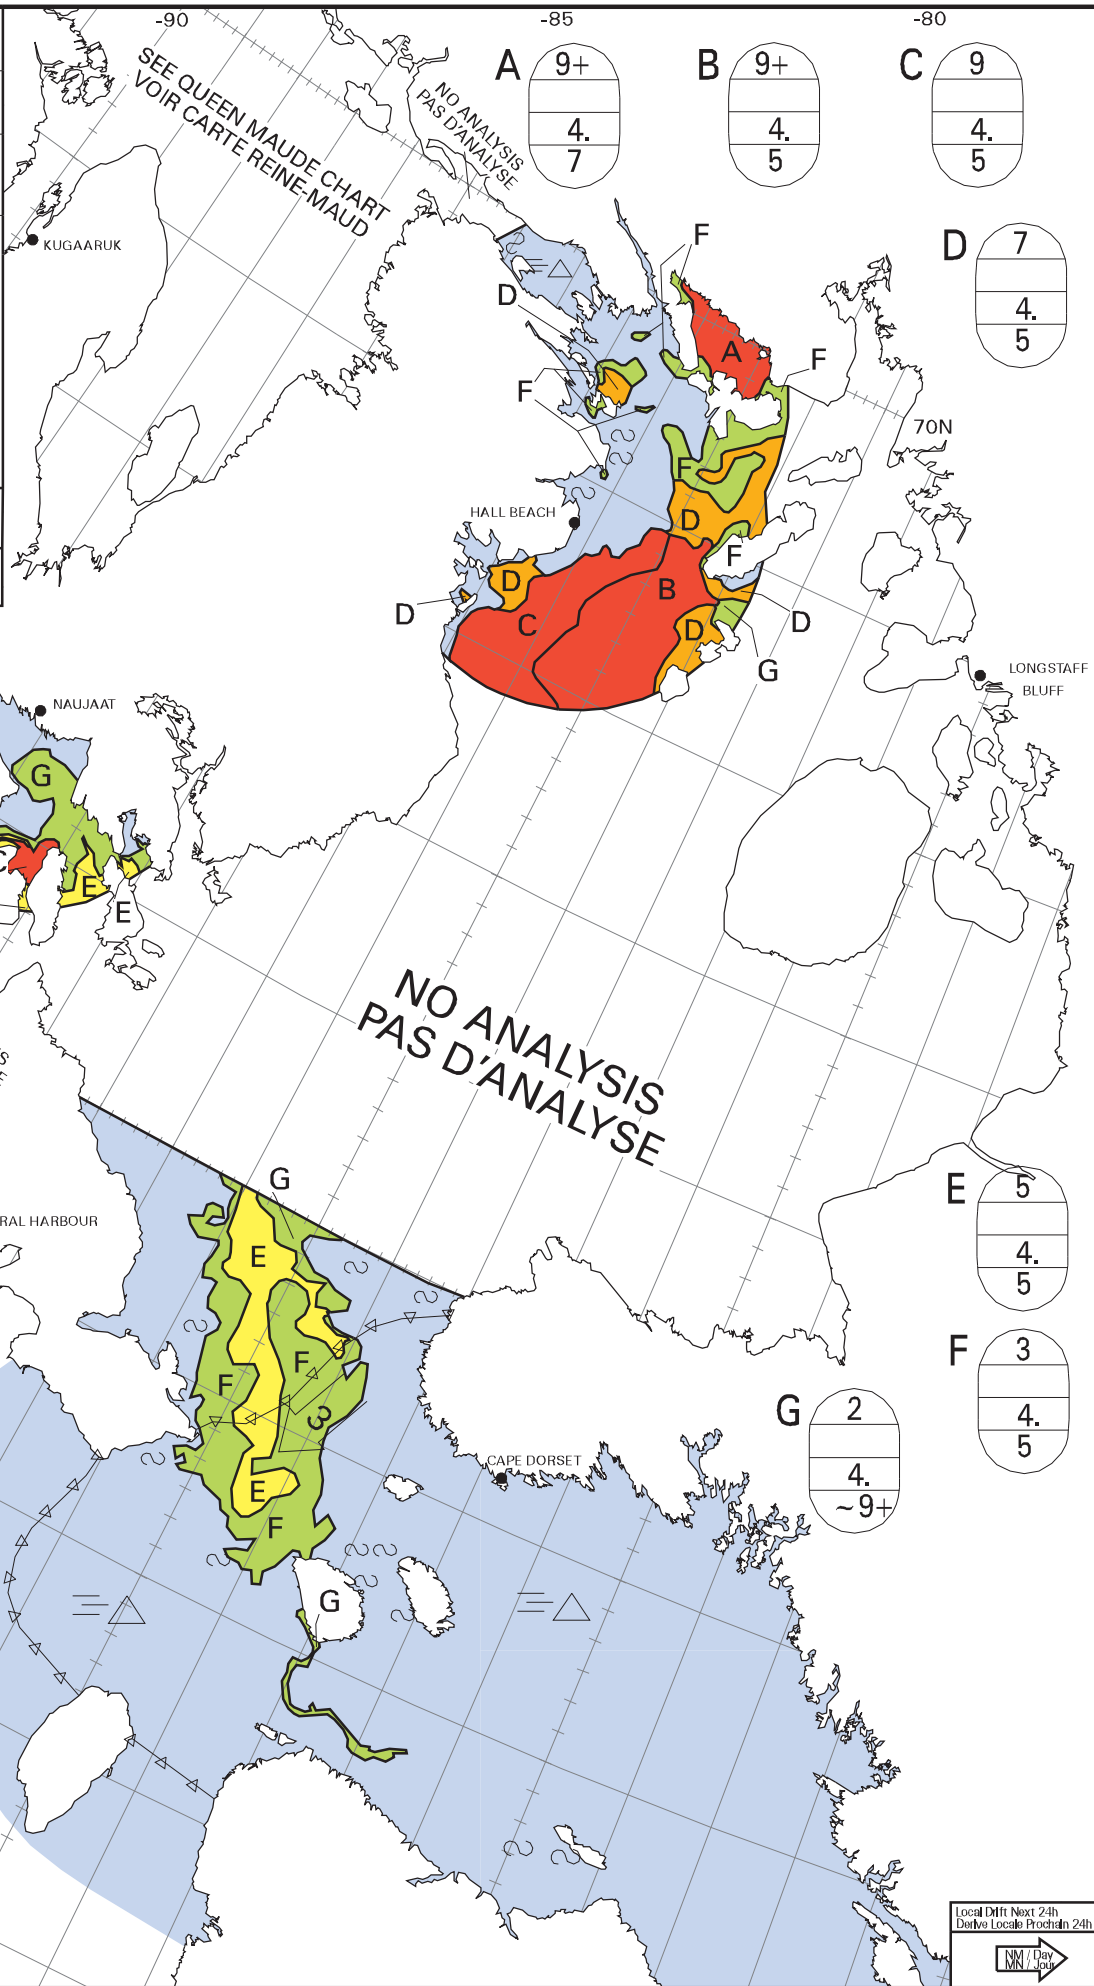 -90
-85
-80
SEE QUEEN MAUDE CHART
VOIR CARTE REINE-MAUD
NO ANALYSIS
PAS D'ANALYSE
A
9+
4.
7
B
9+
4.
5
C
9
4.
5
D
7
4.
5
KUGAARUK
F
D
A
F
F
70N
F
HALL BEACH
D
F
D
B
D
C
D
D
G
LONGSTAFF
BLUFF
NAUJAAT
G
C
E
E
NO ANALYSIS
PAS D'ANALYSE
G
E
5
4.
5
RAL HARBOUR
E
F
F
3
F
3
4.
5
G
2
4.
~9+
CAPE DORSET
E
F
G
Local Drift Next 24h
Derive Locale Prochain 24h
NM / Day
MN / Jour